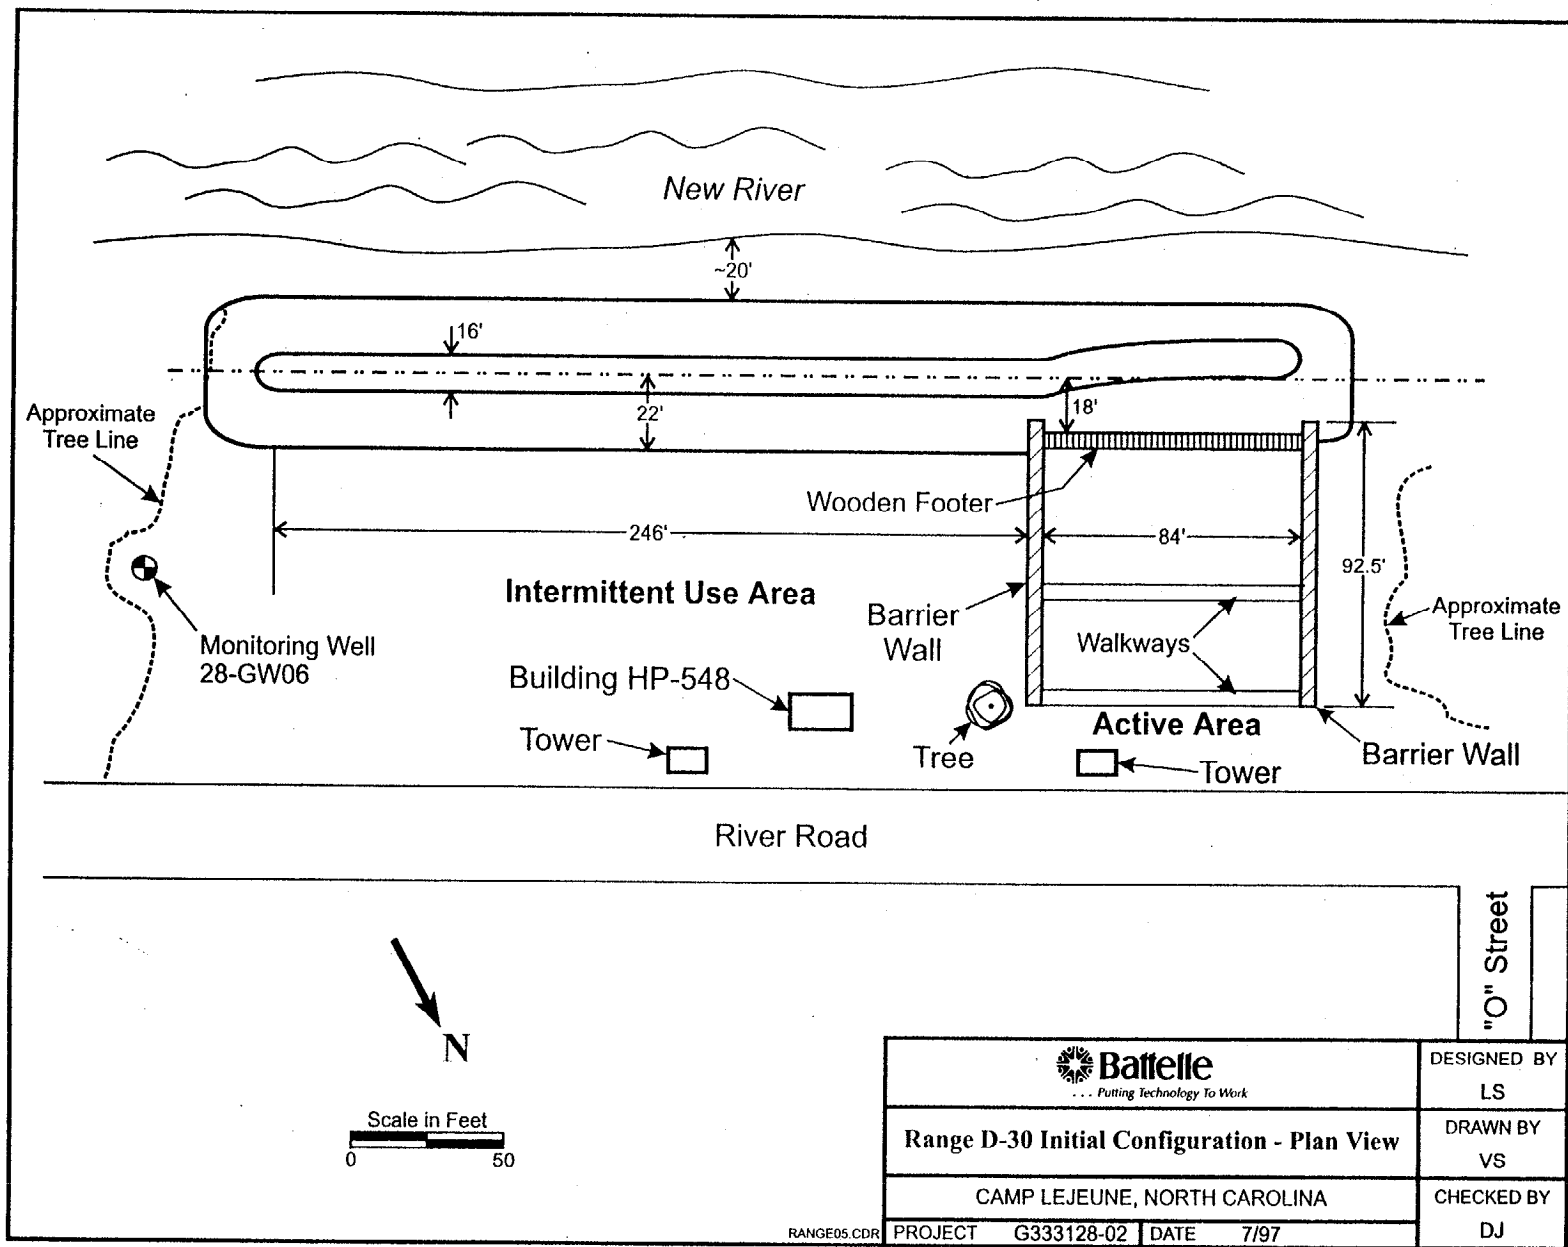 New River
~20'
16'
Approximate
Tree Line
22'
18'
Wooden Footer
246'
84'
92.5'
Intermittent Use Area
Barrier
Wall
Approximate
Tree Line
Monitoring Well
28-GW06
Walkways
Building HP-548
Active Area
Tower
Tree
Tower
Barrier Wall
River Road
"O" Street
N
Scale in Feet
0 50
Battelle
. . . Putting Technology To Work
DESIGNED BY
LS
Range D-30 Initial Configuration - Plan View
DRAWN BY
VS
CAMP LEJEUNE, NORTH CAROLINA
CHECKED BY
DJ
RANGE05.CDR
PROJECT G333128-02 DATE 7/97